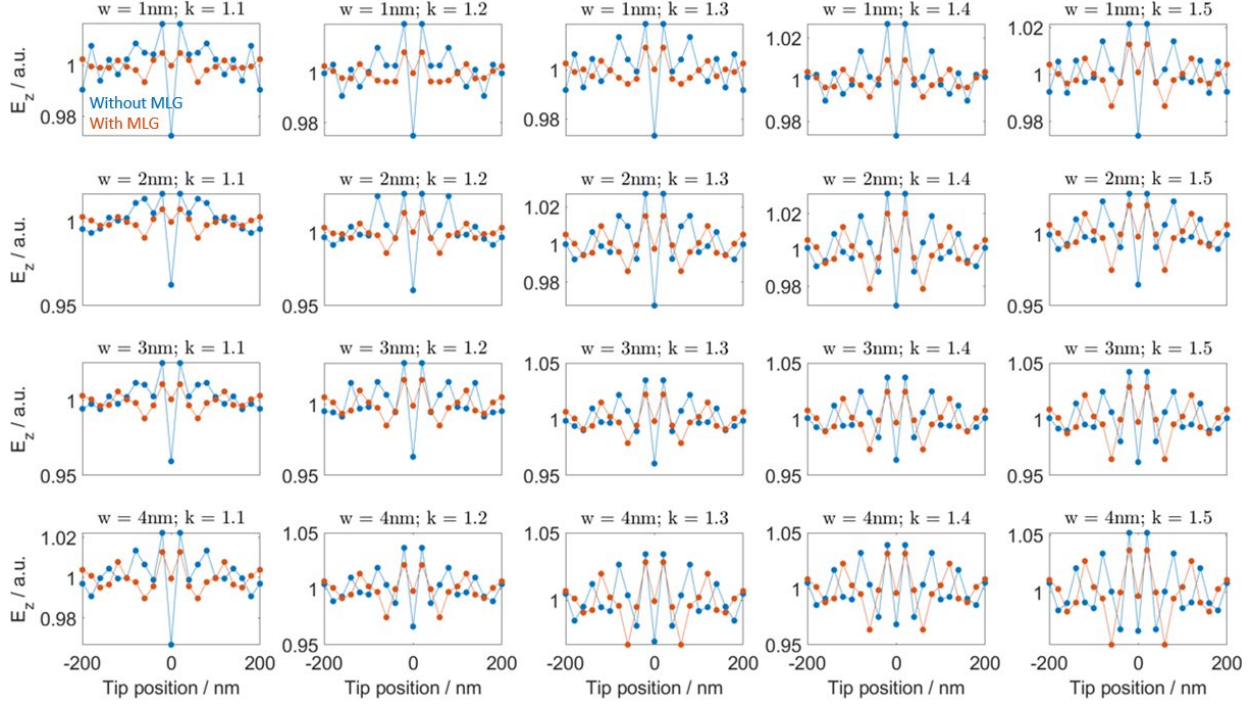 w = 1nm; k = 1.1
w = 1nm; k = 1.2
w = 1nm; k = 1.3
w = 1nm; k = 1.4
w = 1nm; k = 1.5
E_z / a.u.
1
0.98
Without MLG
With MLG
1
0.98
1.02
1
0.98
1.02
1
0.98
1.02
1
0.98
w = 2nm; k = 1.1
w = 2nm; k = 1.2
w = 2nm; k = 1.3
w = 2nm; k = 1.4
w = 2nm; k = 1.5
E_z / a.u.
1
0.95
1
0.95
1.02
1
0.98
1.02
1
0.98
1
0.95
w = 3nm; k = 1.1
w = 3nm; k = 1.2
w = 3nm; k = 1.3
w = 3nm; k = 1.4
w = 3nm; k = 1.5
E_z / a.u.
1
0.95
1
0.95
1.05
1
0.95
1.05
1
0.95
1.05
1
0.95
w = 4nm; k = 1.1
w = 4nm; k = 1.2
w = 4nm; k = 1.3
w = 4nm; k = 1.4
w = 4nm; k = 1.5
E_z / a.u.
1.02
1
0.98
1.05
1
0.95
1.05
1
1.05
1
0.95
1
-200 0 200
-200 0 200
-200 0 200
-200 0 200
-200 0 200
Tip position / nm
Tip position / nm
Tip position / nm
Tip position / nm
Tip position / nm